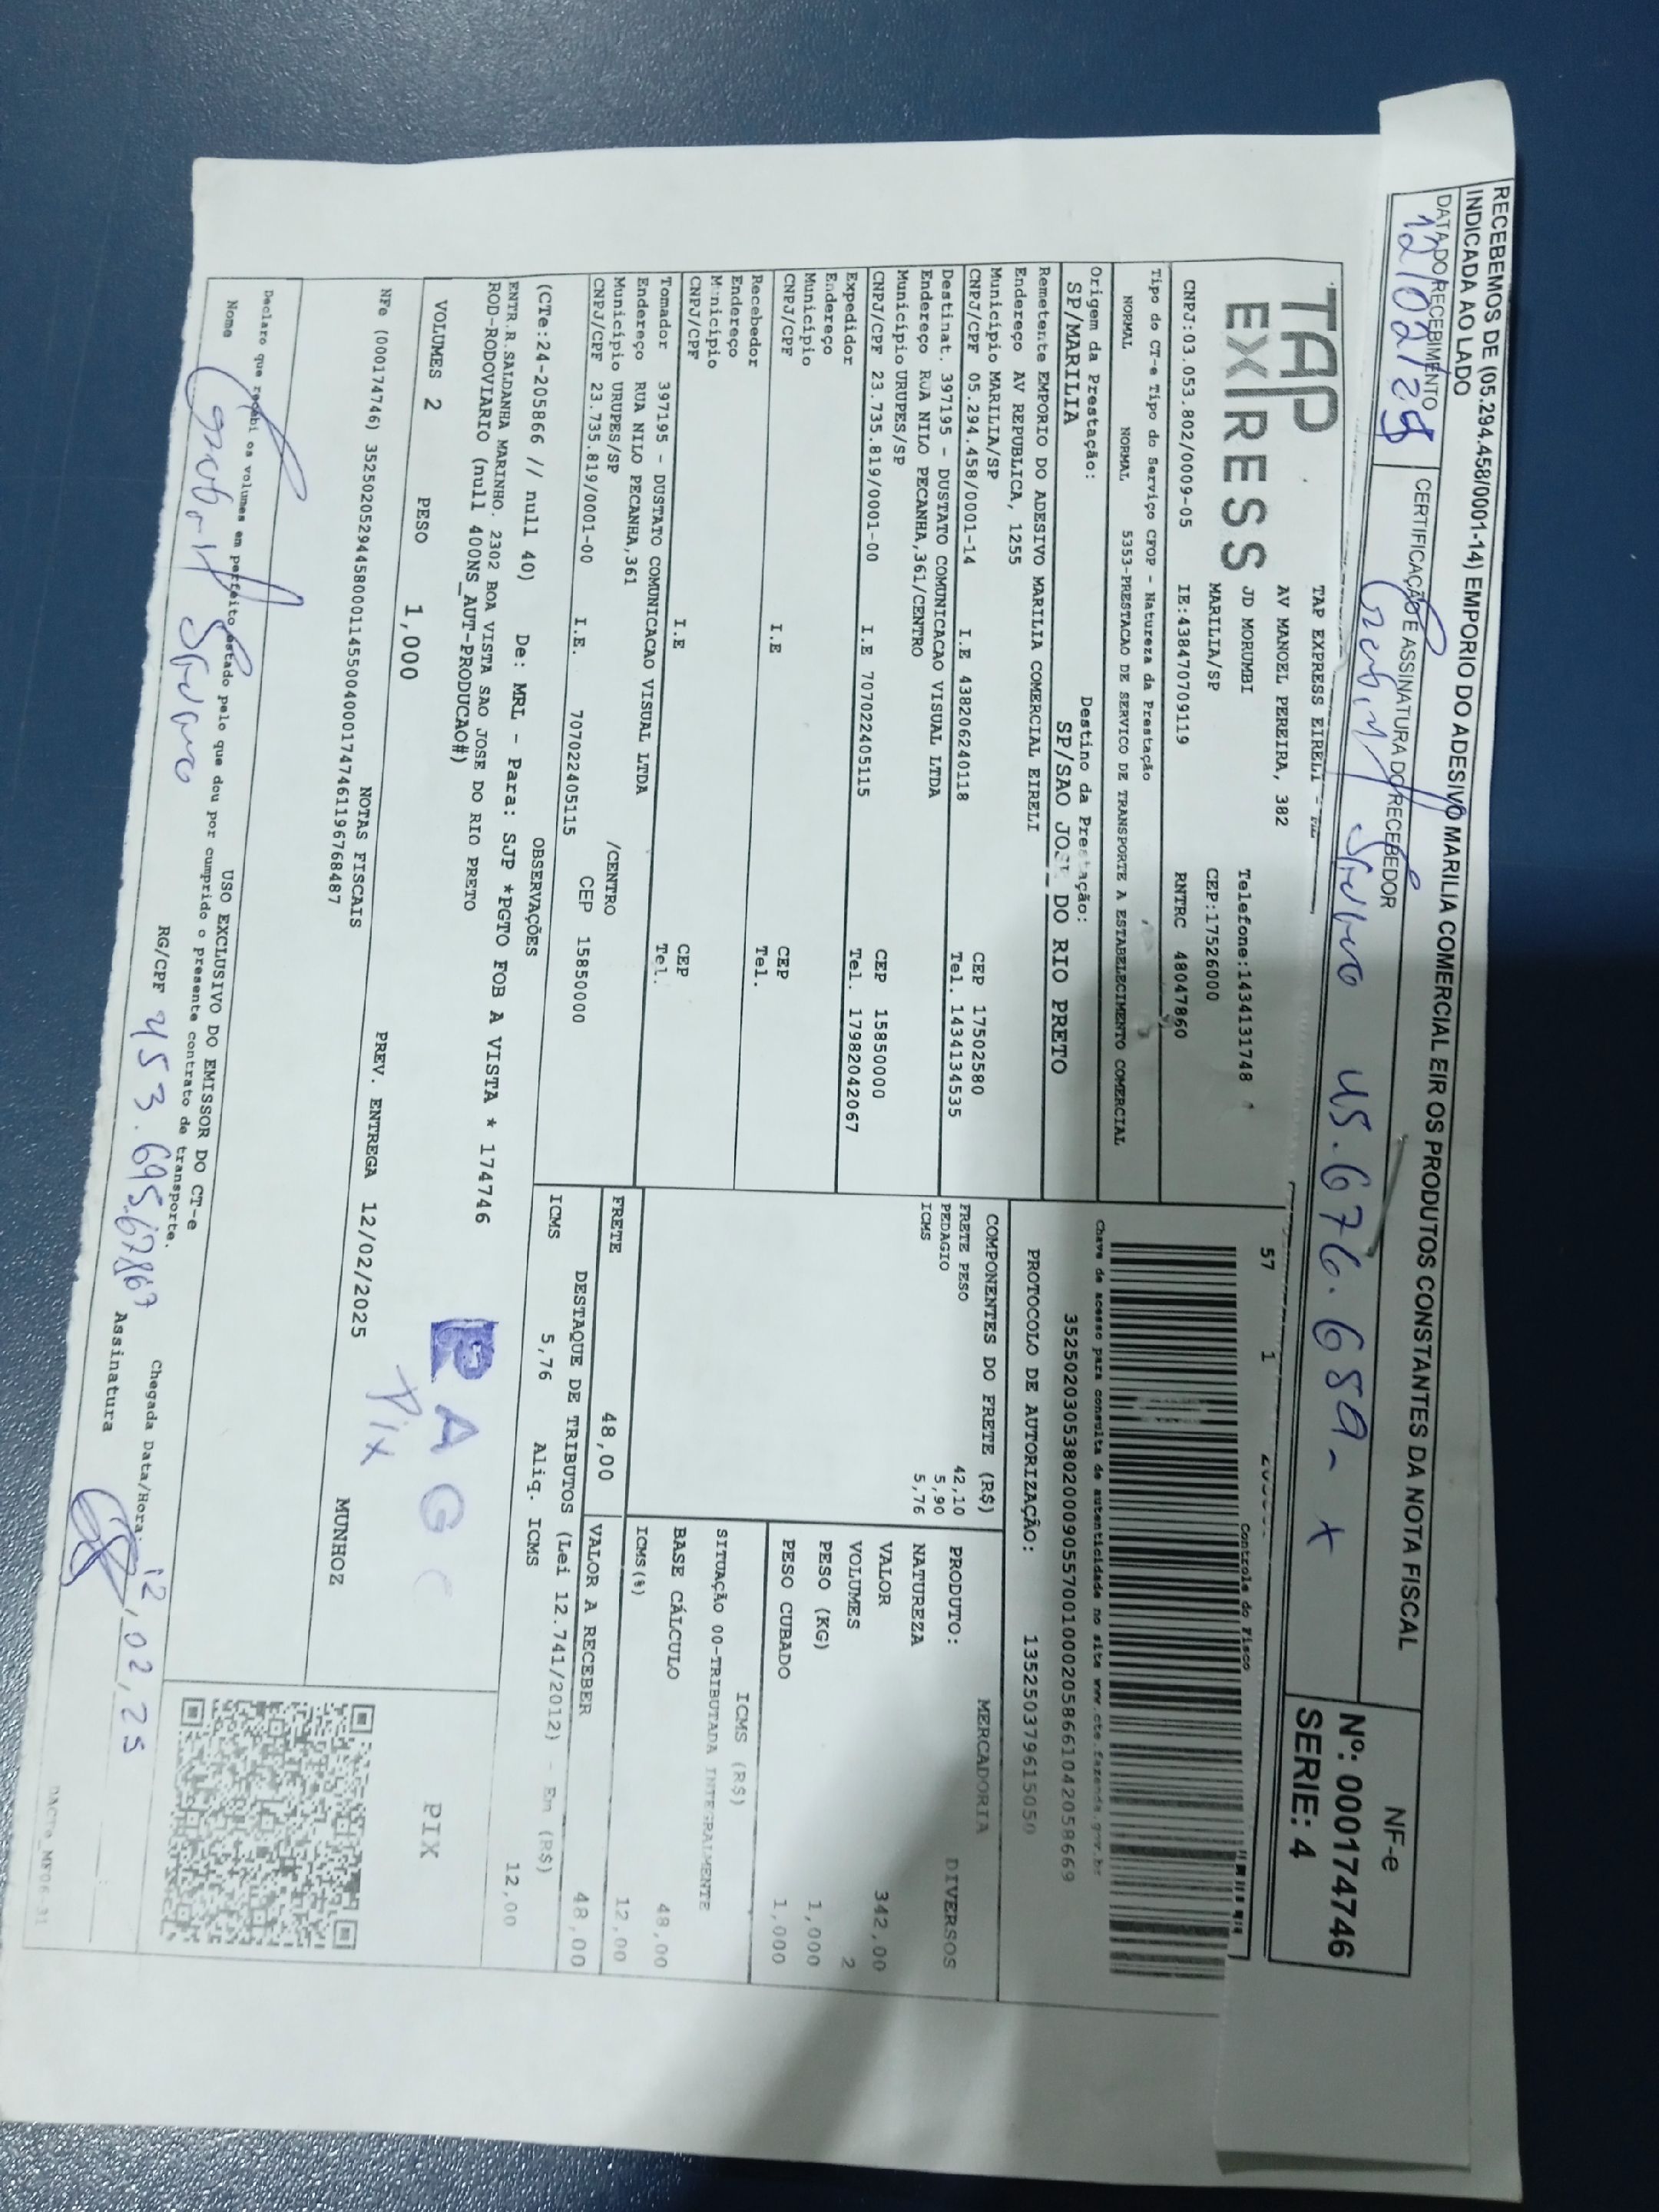 RECEBEMOS DE (05.294.458/0001-14) EMPORIO DO ADESIVO MARILIA COMERCIAL EIR OS PRODUTOS CONSTANTES DA NOTA FISCAL
INDICADA AO LADO
DATA DO RECEBIMENTO
12/02/25
CERTIFICAÇÃO E ASSINATURA DO RECEBEDOR
45.676.689-x
NF-e
Nº: 000174746
SERIE: 4
TAP
EXPRESS
TAP EXPRESS EIRELI
AV MANOEL PEREIRA, 382
JD MORUMBI
Telefone:1434131748
MARILIA/SP
CEP:17526000
CNPJ:03.053.802/0009-05
IE:438470709119
RNTRC 48047860
57
1
Controle do Fisco
Tipo do CT-e Tipo do Serviço CFOP - Natureza da Prestação
NORMAL NORMAL 5353-PRESTACAO DE SERVICO DE TRANSPORTE A ESTABELECIMENTO COMERCIAL
Chave de acesso para consulta de autenticidade no site www.cte.fazenda.gov.br
35250203053802000905570010002058661042058669
Origem da Prestação:
SP/MARILIA
Destino da Prestação:
SP/SAO JOSE DO RIO PRETO
PROTOCOLO DE AUTORIZAÇÃO: 135250379615050
Remetente EMPORIO DO ADESIVO MARILIA COMERCIAL EIRELI
Endereço AV REPUBLICA, 1255
Municipio MARILIA/SP
CEP 17502580
CNPJ/CPF 05.294.458/0001-14 I.E 438206240118 Tel. 1434134535
Destinat. 397195 - DUSTATO COMUNICACAO VISUAL LTDA
Endereço RUA NILO PECANHA,361/CENTRO
Municipio URUPES/SP
CEP 15850000
CNPJ/CPF 23.735.819/0001-00 I.E 707022405115 Tel. 17982042067
Expedidor
Endereço
Municipio
CEP
CNPJ/CPF I.E Tel.
Recebedor
Endereço
Municipio
CEP
CNPJ/CPF I.E Tel.
Tomador 397195 - DUSTATO COMUNICACAO VISUAL LTDA
Endereço RUA NILO PECANHA,361 /CENTRO
Municipio URUPES/SP
CEP 15850000
CNPJ/CPF 23.735.819/0001-00 I.E. 707022405115
COMPONENTES DO FRETE (R$)
FRETE PESO 42,10
PEDAGIO 5,90
ICMS 5,76
MERCADORIA
PRODUTO: DIVERSOS
NATUREZA
VALOR 342,00
VOLUMES 2
PESO (KG) 1,000
PESO CUBADO 1,000
ICMS (R$)
SITUAÇÃO 00-TRIBUTADA INTEGRALMENTE
BASE CÁLCULO 48,00
ICMS(%) 12,00
FRETE 48,00
VALOR A RECEBER 48,00
DESTAQUE DE TRIBUTOS (Lei 12.741/2012) - Em (R$)
ICMS 5,76 Aliq. ICMS 12,00
OBSERVAÇÕES
(CTe:24-205866 // null 40) De: MRL - Para: SJP *PGTO FOB A VISTA * 174746
ENTR.R.SALDANHA MARINHO. 2302 BOA VISTA SAO JOSE DO RIO PRETO
ROD-RODOVIARIO (null 400NS_AUT-PRODUCAO#)
VOLUMES 2 PESO 1,000
Pix
PIX
NOTAS FISCAIS
NFe (000174746) 35250205294458000114550040001747461196768487
PREV. ENTREGA 12/02/2025
MUNHOZ
USO EXCLUSIVO DO EMISSOR DO CT-e
Declaro que recebi os volumes em perfeito estado pelo que dou por cumprido o presente contrato de transporte.
Nome
RG/CPF
Assinatura
Chegada Data/Hora: 12,02,25